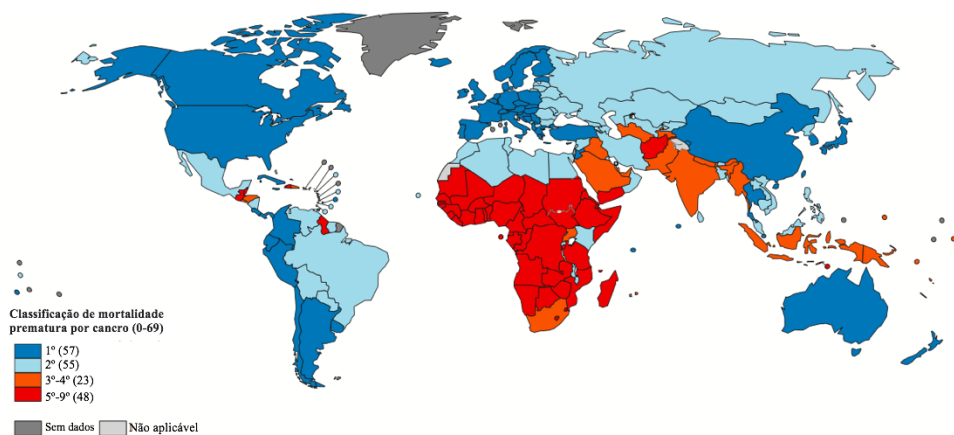 Classificação de mortalidade
prematura por cancro (0-69)
1º (57)
2º (55)
3º-4º (23)
5º-9º (48)
Sem dados
Não aplicável